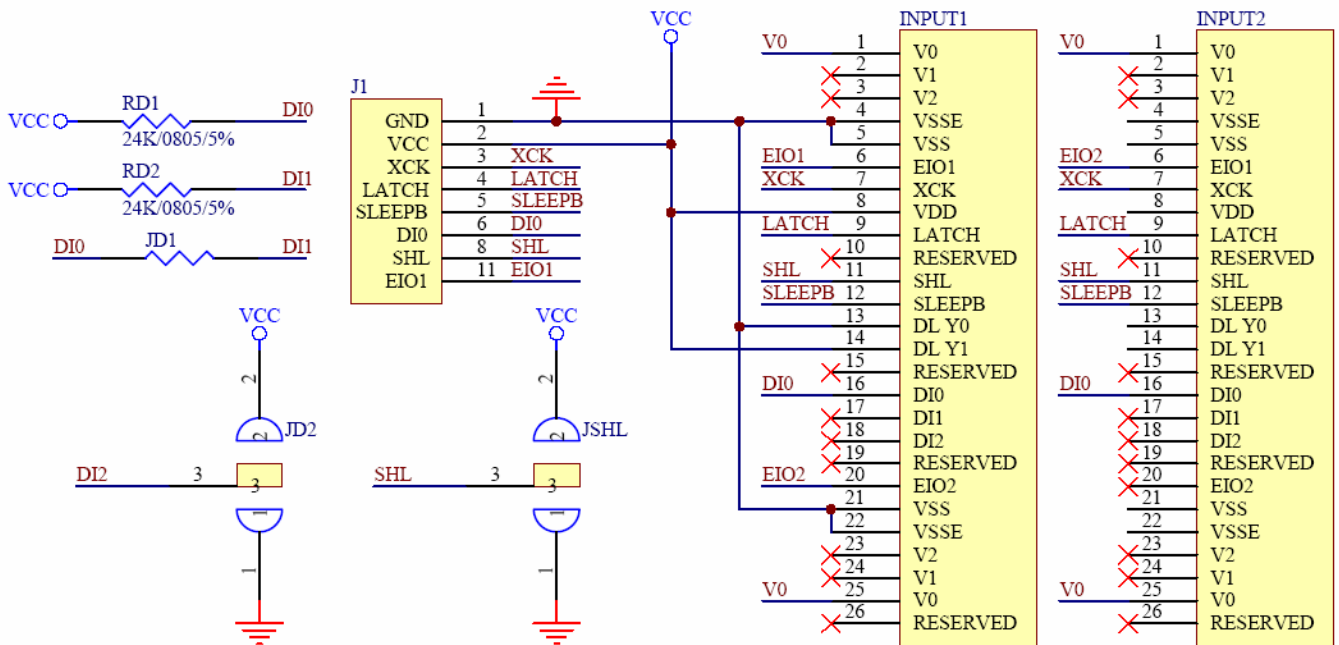 VCC RD1 DI0
24K/0805/5%
VCC RD2 DI1
24K/0805/5%
DI0 JD1 DI1
J1
GND 1
VCC 2
XCK 3 XCK
LATCH 4 LATCH
SLEEPB 5 SLEEPB
DI0 6 DI0
SHL 8 SHL
EIO1 11 EIO1
VCC
2
2 JD2
DI2 3 3
1
1
VCC
2
2 JSHL
SHL 3 3
1
1
VCC
INPUT1
V0 1 V0
2 V1
3 V2
4 VSSE
5 VSS
EIO1 6 EIO1
XCK 7 XCK
8 VDD
LATCH 9 LATCH
10 RESERVED
SHL 11 SHL
SLEEPB 12 SLEEPB
13 DL Y0
14 DL Y1
15 RESERVED
DI0 16 DI0
17 DI1
18 DI2
19 RESERVED
EIO2 20 EIO2
21 VSS
22 VSSE
23 V2
24 V1
V0 25 V0
26 RESERVED
INPUT2
V0 1 V0
2 V1
3 V2
4 VSSE
5 VSS
EIO2 6 EIO1
XCK 7 XCK
8 VDD
LATCH 9 LATCH
10 RESERVED
SHL 11 SHL
SLEEPB 12 SLEEPB
13 DL Y0
14 DL Y1
15 RESERVED
DI0 16 DI0
17 DI1
18 DI2
19 RESERVED
20 EIO2
21 VSS
22 VSSE
23 V2
24 V1
V0 25 V0
26 RESERVED